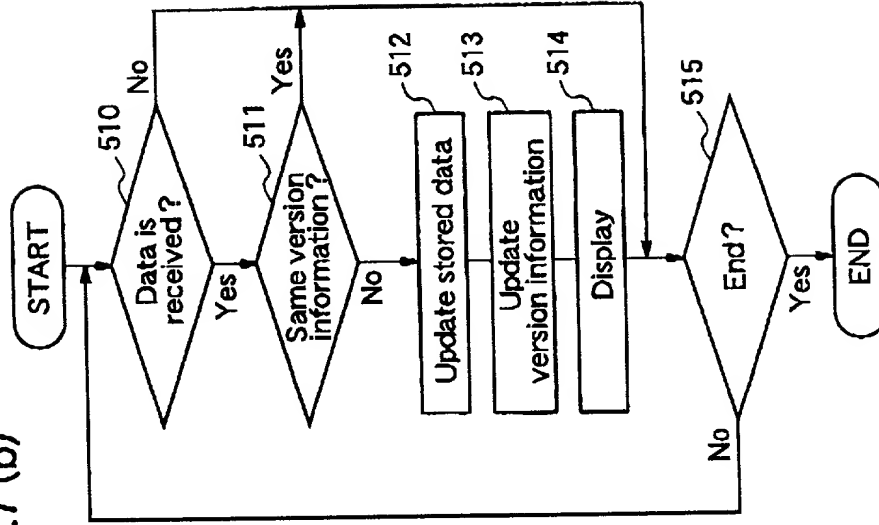 .7 (b)
START
510
Data is
received?
No
Yes
511
Same version
information?
Yes
No
512
Update stored data
513
Update
version information
514
Display
515
End?
No
Yes
END